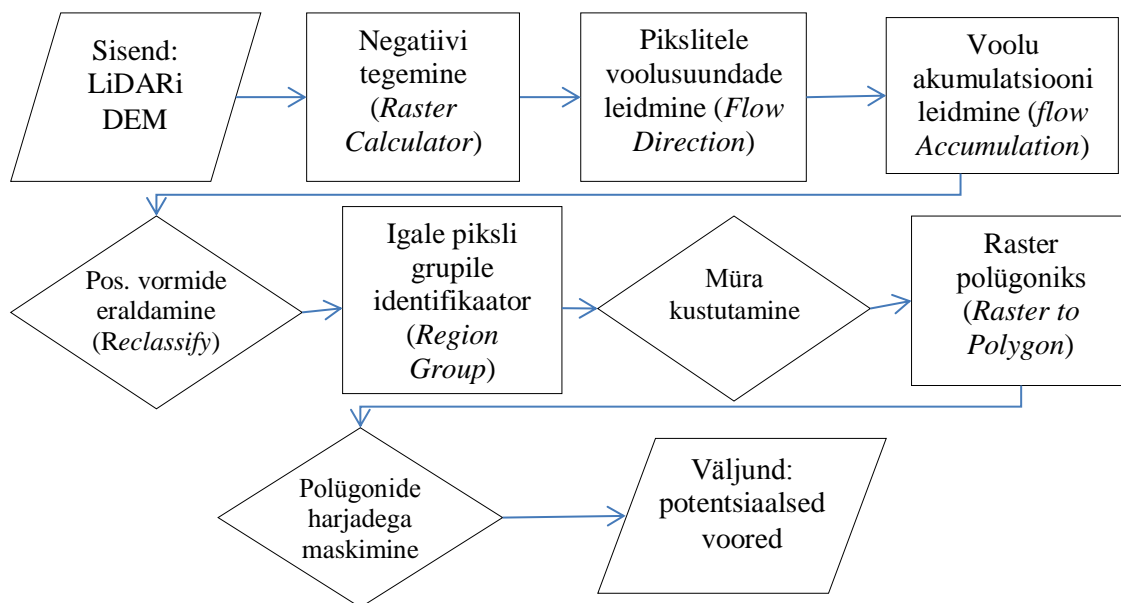 Sisend:
LiDARi
DEM
Negatiivi
tegemine
(Raster
Calculator)
Pikslitele
voolusuundade
leidmine (Flow
Direction)
Voolu
akumulatsiooni
leidmine (flow
Accumulation)
Pos. vormide
eraldamine
(Reclassify)
Igale piksli
grupile
identifikaator
(Region
Group)
Müra
kustutamine
Raster
polügoniks
(Raster to
Polygon)
Polügonide
harjadega
maskimine
Väljund:
potentsiaalsed
voored